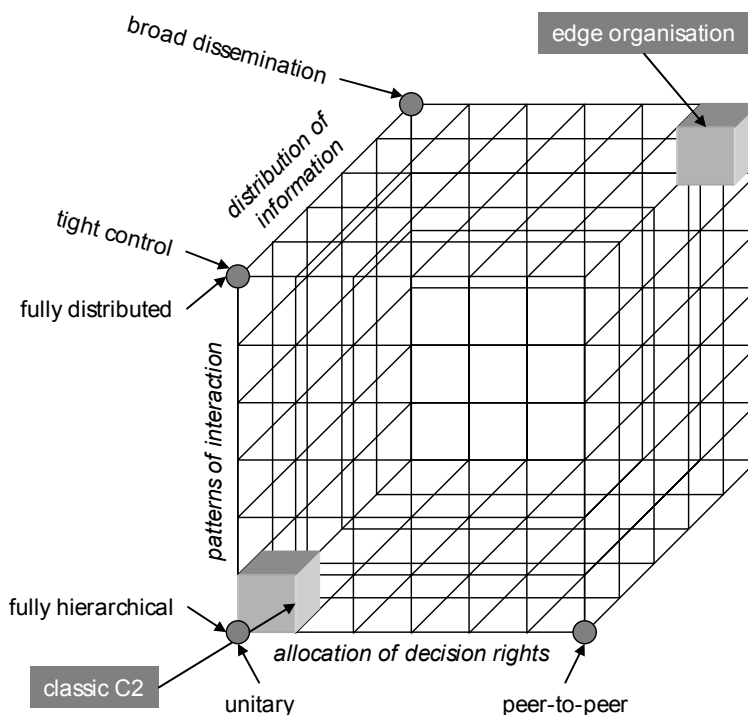 edge organisation
broad dissemination
distribution of
information
tight control
fully distributed
patterns of interaction
fully hierarchical
allocation of decision rights
classic C2
unitary
peer-to-peer